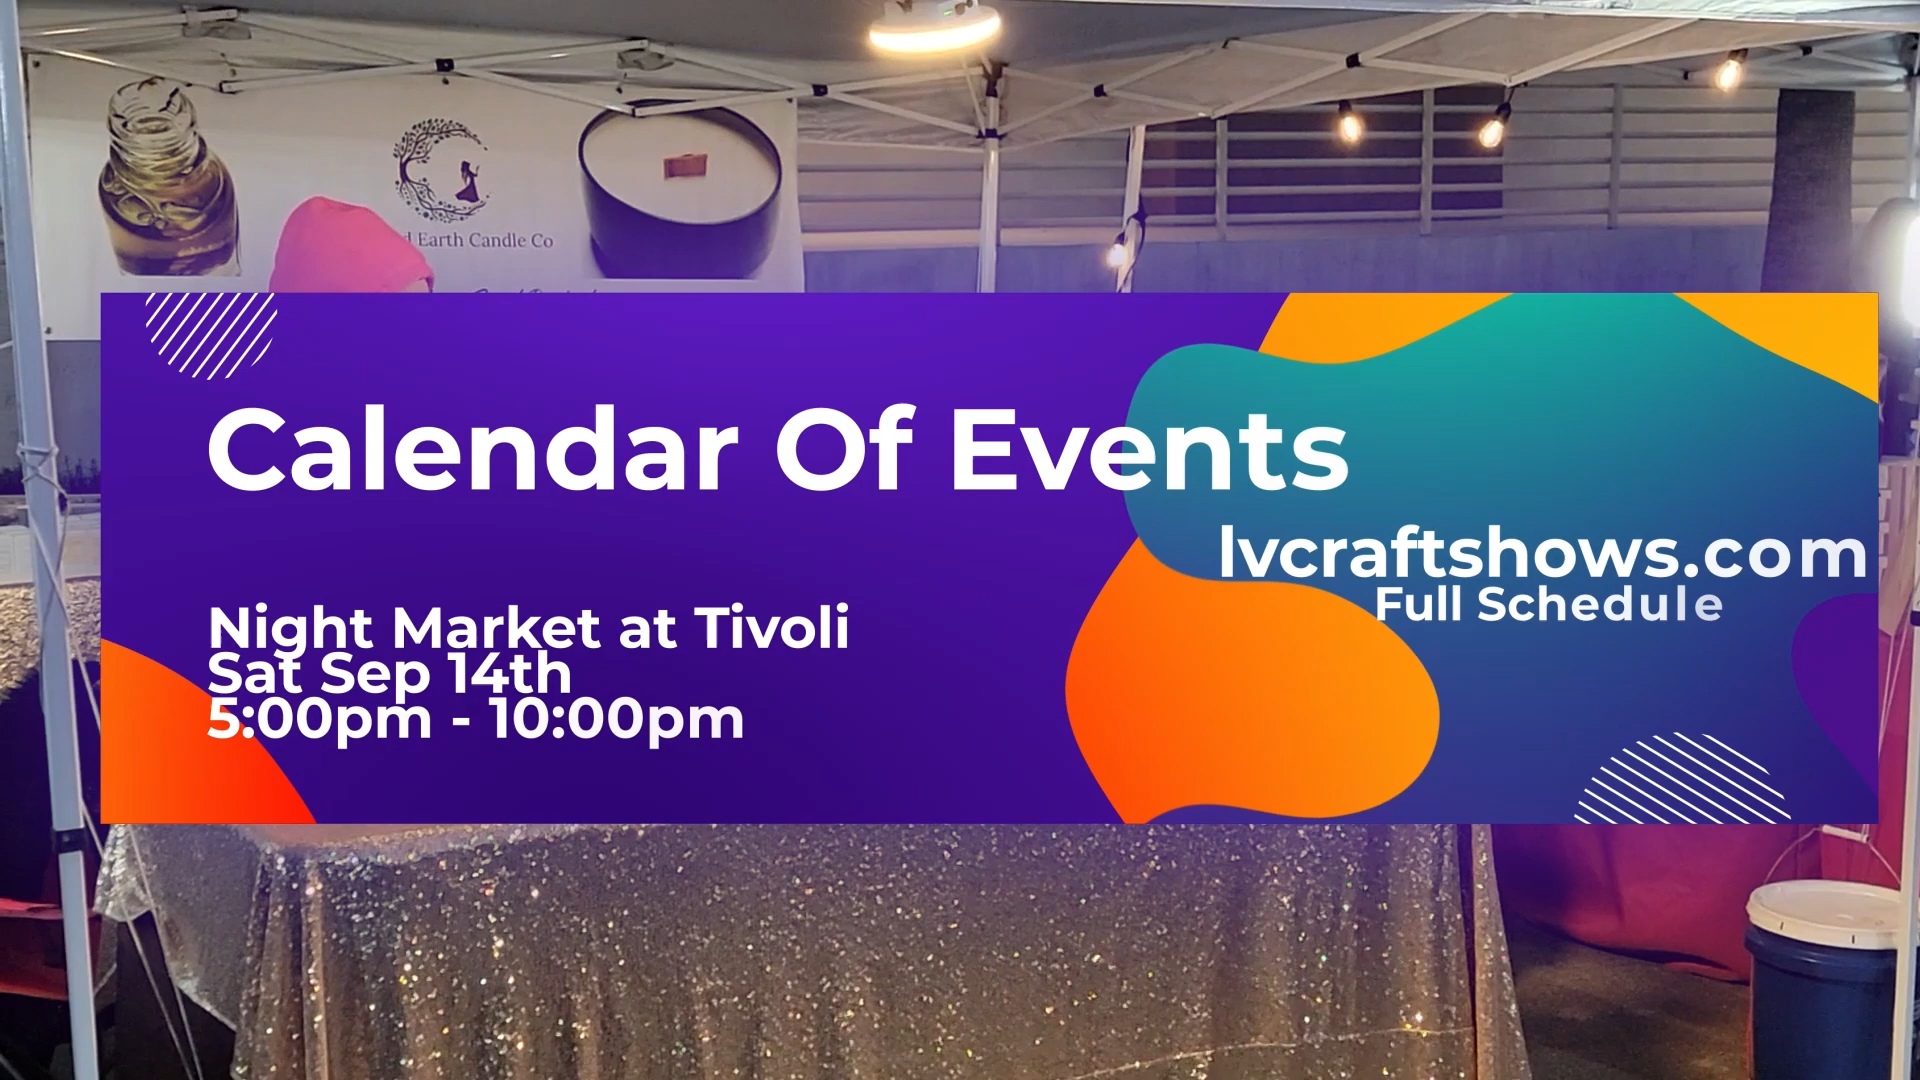 Earth Candle Co
Calendar Of Events
lvcraftshows.com
Full Schedule
Night Market at Tivoli
Sat Sep 14th
5:00pm - 10:00pm